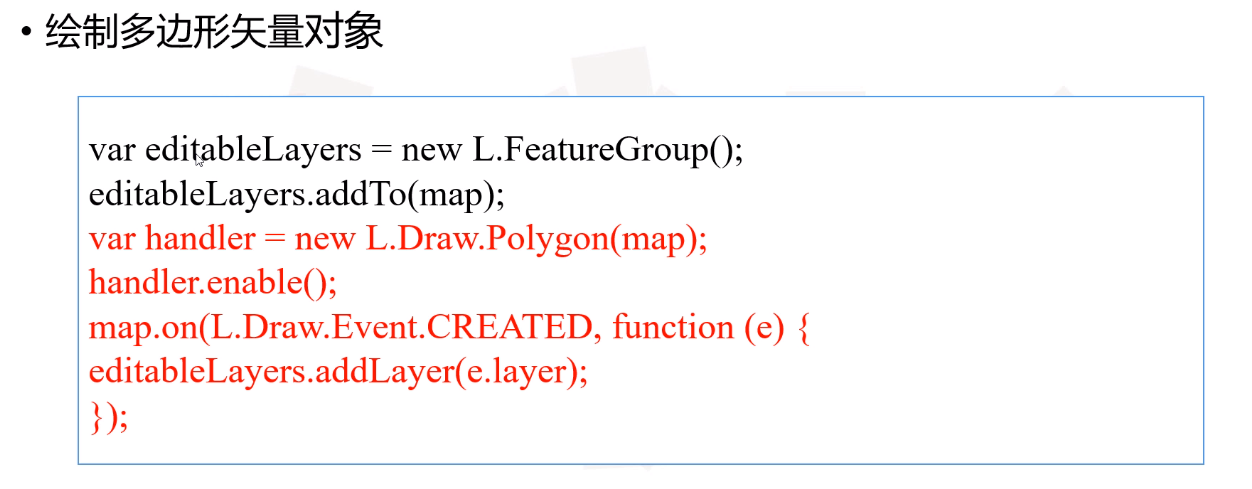 • 绘制多边形矢量对象
var editableLayers = new L.FeatureGroup();
editableLayers.addTo(map);
var handler = new L.Draw.Polygon(map);
handler.enable();
map.on(L.Draw.Event.CREATED, function (e) {
editableLayers.addLayer(e.layer);
});